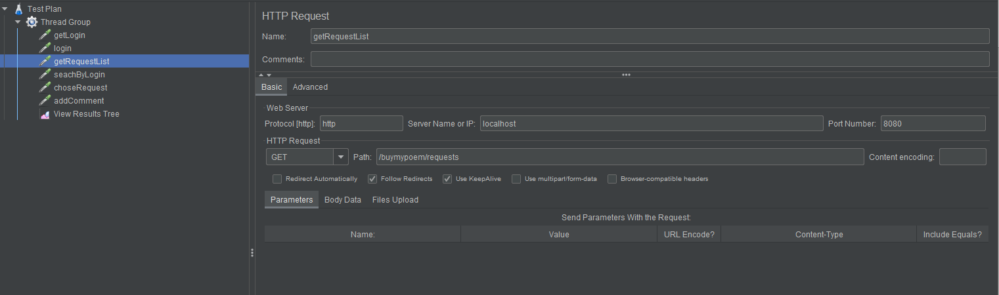 Test Plan
Thread Group
getLogin
login
getRequestList
seachByLogin
choseRequest
addComment
View Results Tree
HTTP Request
Name: getRequestList
Comments:
Basic Advanced
Web Server
Protocol [http]: http Server Name or IP: localhost Port Number: 8080
HTTP Request
GET Path: /buymypoem/requests Content encoding:
Redirect Automatically Follow Redirects Use KeepAlive Use multipart/form-data Browser-compatible headers
Parameters Body Data Files Upload
Send Parameters With the Request:
Name: Value URL Encode? Content-Type Include Equals?